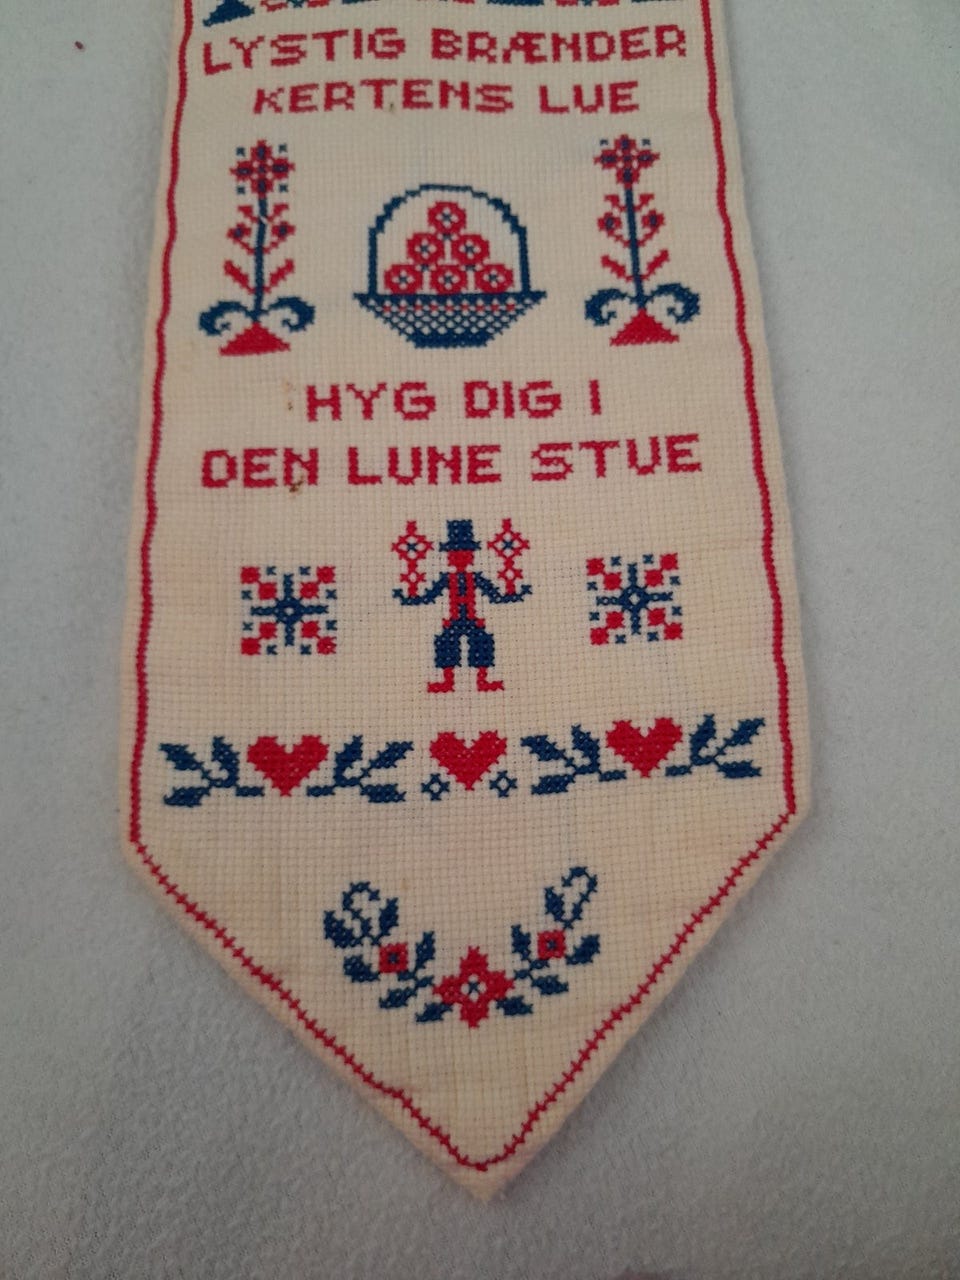 LYSTIG BRÆNDER
KERTENS LUE
HYG DIG I
DEN LUNE STUE